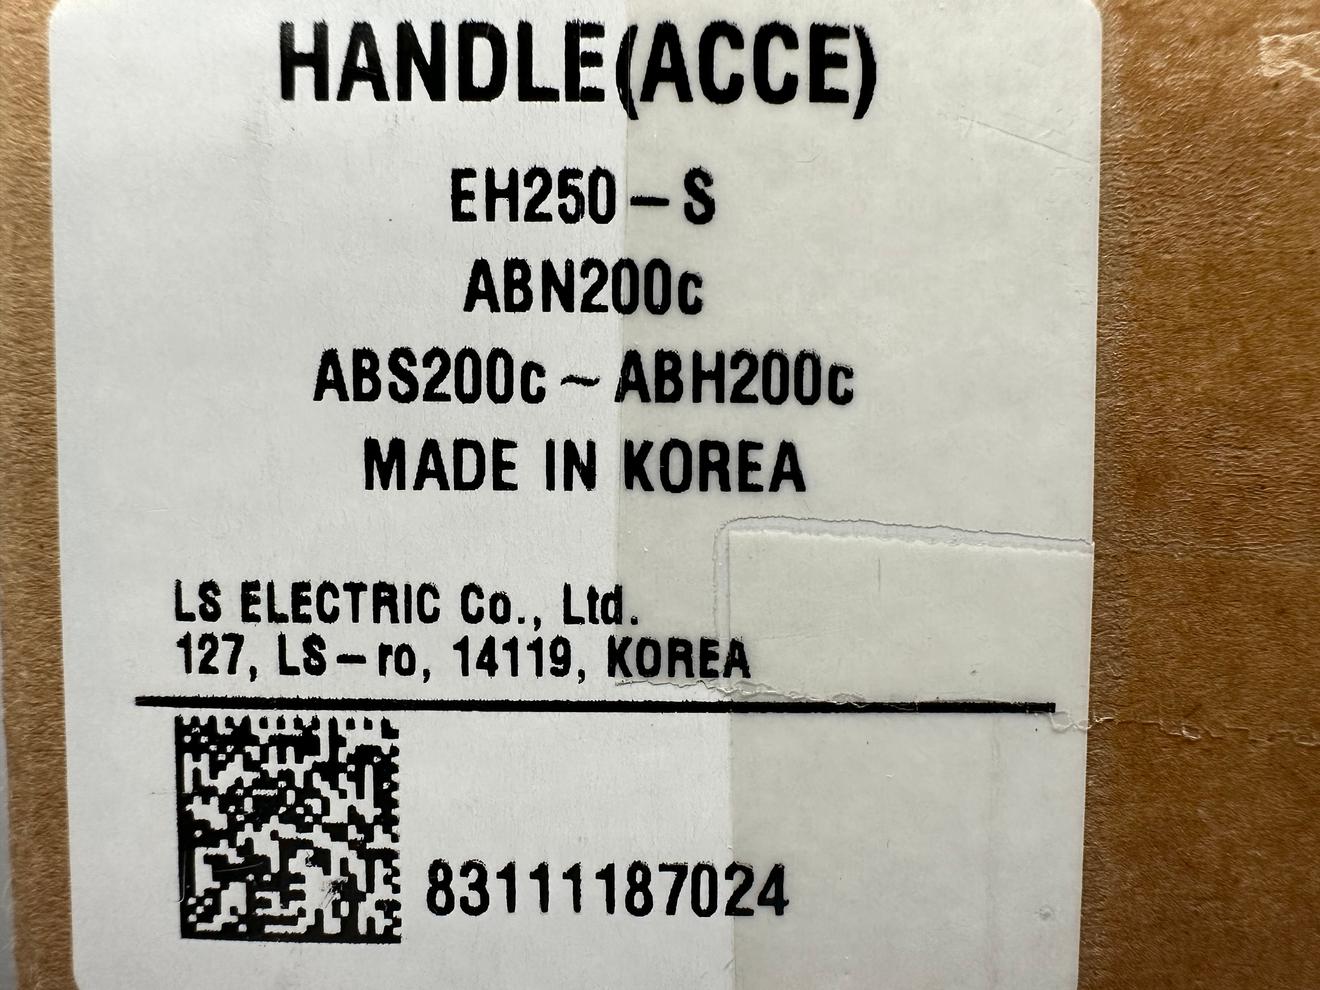 HANDLE(ACCE)
EH250-S
ABN200c
ABS200c ~ ABH200c
MADE IN KOREA
LS ELECTRIC Co., Ltd.
127, LS-ro, 14119, KOREA
83111187024